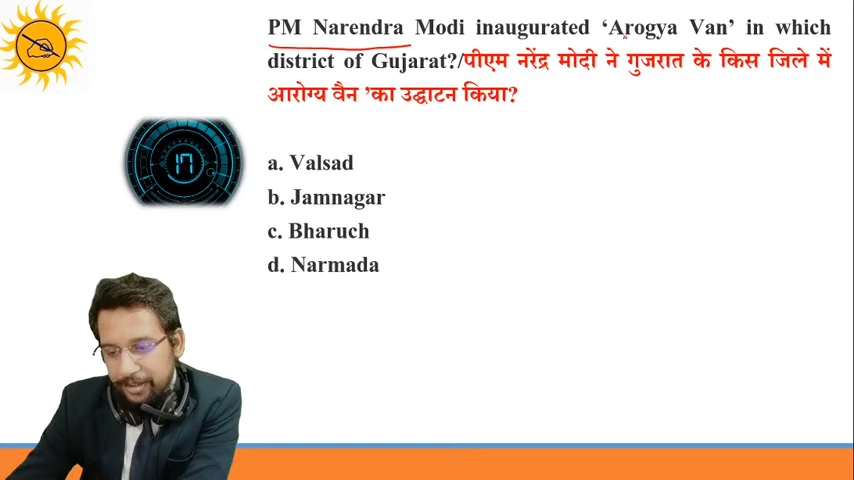 PM Narendra Modi inaugurated ‘Arogya Van’ in which
district of Gujarat?/पीएम नरेंद्र मोदी ने गुजरात के किस जिले में
आरोग्य वैन ’का उद्घाटन किया?
17
a. Valsad
b. Jamnagar
c. Bharuch
d. Narmada